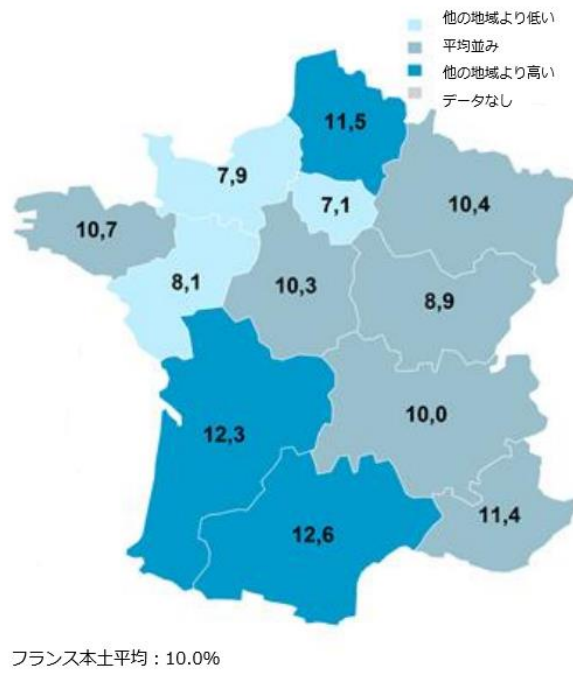 他の地域より低い
平均並み
他の地域より高い
データなし
11,5
7,9
7,1
10,4
10,7
8,1
10,3
8,9
10,0
12,3
11,4
12,6
フランス本土平均：10.0%